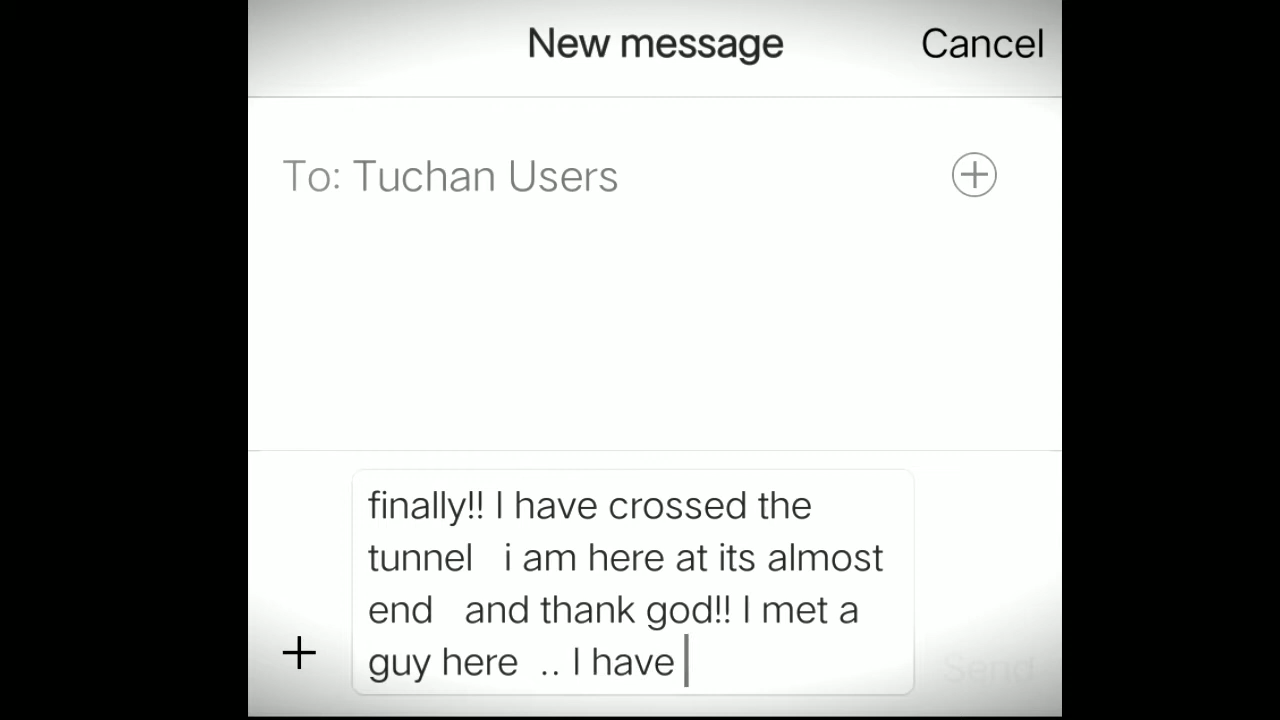 New message
Cancel
To: Tuchan Users
finally!! I have crossed the
tunnel   i am here at its almost
end   and thank god!! I met a
guy here  .. I have
Send